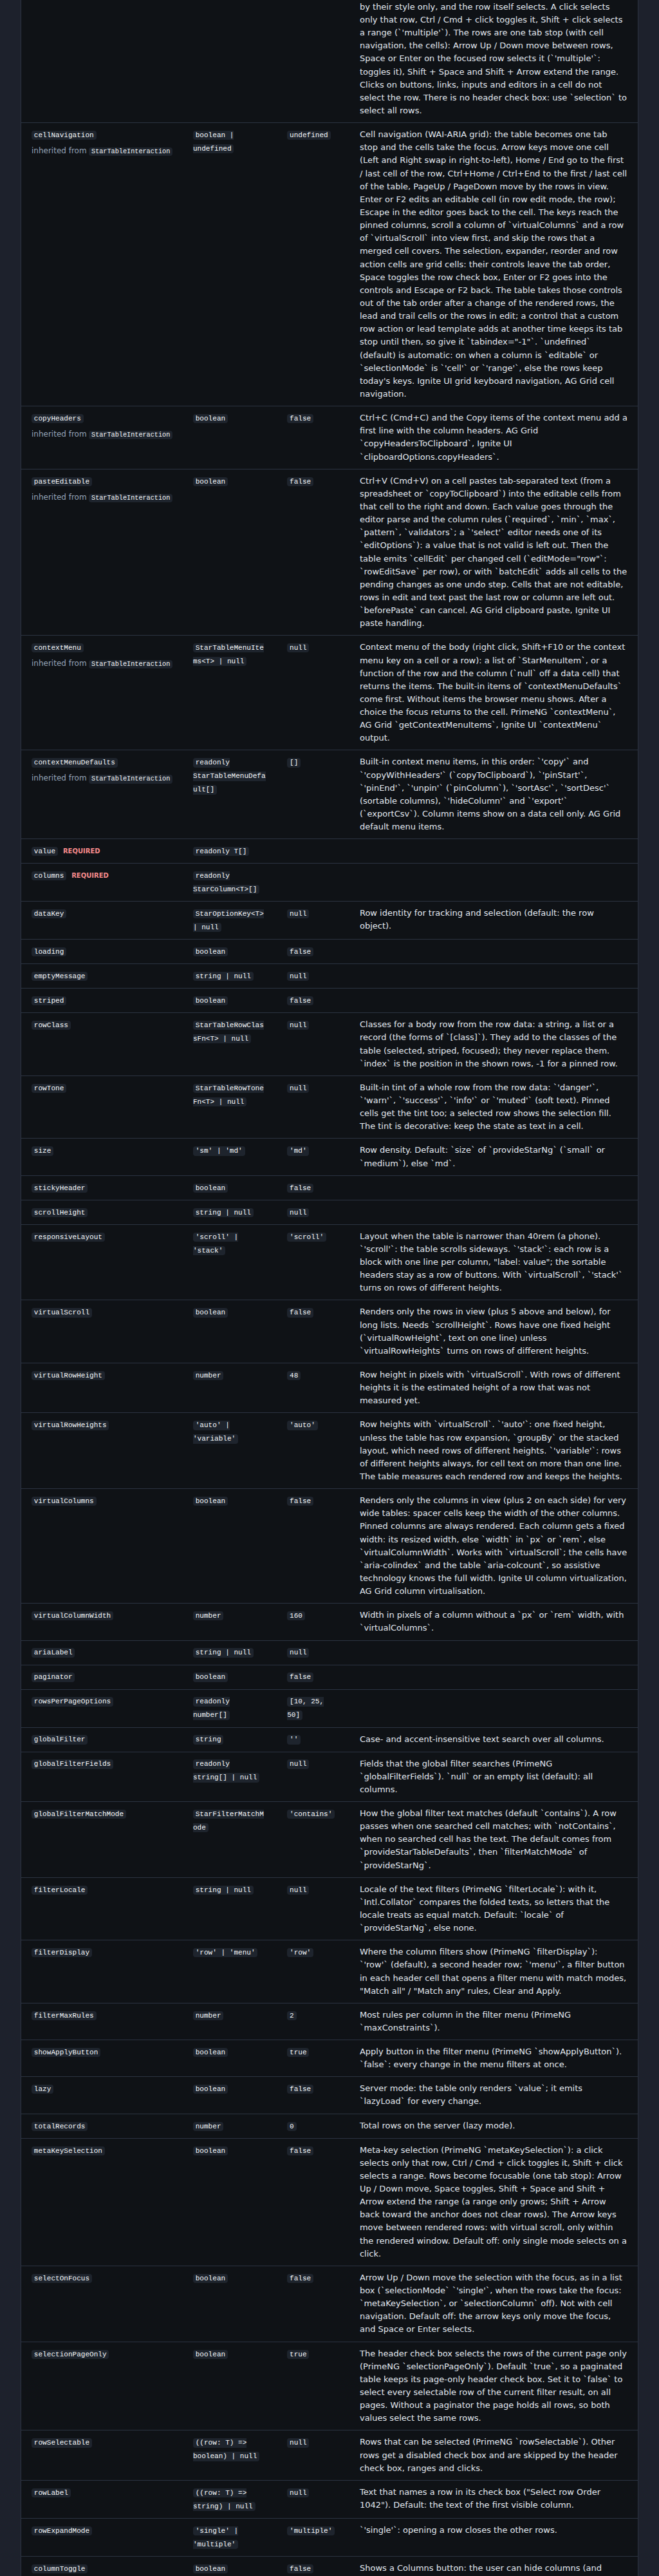 by their style only, and the row itself selects. A click selects
only that row, Ctrl / Cmd + click toggles it, Shift + click selects
a range (`'multiple'`). The rows are one tab stop (with cell
navigation, the cells): Arrow Up / Down move between rows,
Space or Enter on the focused row selects it (`'multiple'`:
toggles it), Shift + Space and Shift + Arrow extend the range.
Clicks on buttons, links, inputs and editors in a cell do not
select the row. There is no header check box: use `selection` to
select all rows.
cellNavigation boolean | undefined Cell navigation (WAI-ARIA grid): the table becomes one tab
inherited from StarTableInteraction undefined stop and the cells take the focus. Arrow keys move one cell
(Left and Right swap in right-to-left), Home / End go to the first
/ last cell of the row, Ctrl+Home / Ctrl+End to the first / last cell
of the table, PageUp / PageDown move by the rows in view.
Enter or F2 edits an editable cell (in row edit mode, the row);
Escape in the editor goes back to the cell. The keys reach the
pinned columns, scroll a column of `virtualColumns` and a row
of `virtualScroll` into view first, and skip the rows that a
merged cell covers. The selection, expander, reorder and row
action cells are grid cells: their controls leave the tab order,
Space toggles the row check box, Enter or F2 goes into the
controls and Escape or F2 back. The table takes those controls
out of the tab order after a change of the rendered rows, the
lead and trail cells or the rows in edit; a control that a custom
row action or lead template adds at another time keeps its tab
stop until then, so give it `tabindex="-1"`. `undefined`
(default) is automatic: on when a column is `editable` or
`selectionMode` is `'cell'` or `'range'`, else the rows keep
today's keys. Ignite UI grid keyboard navigation, AG Grid cell
navigation.
copyHeaders boolean false Ctrl+C (Cmd+C) and the Copy items of the context menu add a
inherited from StarTableInteraction first line with the column headers. AG Grid
`copyHeadersToClipboard`, Ignite UI
`clipboardOptions.copyHeaders`.
pasteEditable boolean false Ctrl+V (Cmd+V) on a cell pastes tab-separated text (from a
inherited from StarTableInteraction spreadsheet or `copyToClipboard`) into the editable cells from
that cell to the right and down. Each value goes through the
editor parse and the column rules (`required`, `min`, `max`,
`pattern`, `validators`; a `'select'` editor needs one of its
`editOptions`): a value that is not valid is left out. Then the
table emits `cellEdit` per changed cell (`editMode="row"`:
`rowEditSave` per row), or with `batchEdit` adds all cells to the
pending changes as one undo step. Cells that are not editable,
rows in edit and text past the last row or column are left out.
`beforePaste` can cancel. AG Grid clipboard paste, Ignite UI
paste handling.
contextMenu StarTableMenuIte null Context menu of the body (right click, Shift+F10 or the context
inherited from StarTableInteraction ms<T> | null menu key on a cell or a row): a list of `StarMenuItem`, or a
function of the row and the column (`null` off a data cell) that
returns the items. The built-in items of `contextMenuDefaults`
come first. Without items the browser menu shows. After a
choice the focus returns to the cell. PrimeNG `contextMenu`,
AG Grid `getContextMenuItems`, Ignite UI `contextMenu`
output.
contextMenuDefaults readonly [] Built-in context menu items, in this order: `'copy'` and
inherited from StarTableInteraction StarTableMenuDefa `'copyWithHeaders'` (`copyToClipboard`), `'pinStart'`,
ult[] `'pinEnd'`, `'unpin'` (`pinColumn`), `'sortAsc'`, `'sortDesc'`
(sortable columns), `'hideColumn'` and `'export'`
(`exportCsv`). Column items show on a data cell only. AG Grid
default menu items.
value REQUIRED readonly T[]
columns REQUIRED readonly
StarColumn<T>[]
dataKey StarOptionKey<T> null Row identity for tracking and selection (default: the row
| null object).
loading boolean false
emptyMessage string | null null
striped boolean false
rowClass StarTableRowClas null Classes for a body row from the row data: a string, a list or a
sFn<T> | null record (the forms of `[class]`). They add to the classes of the
table (selected, striped, focused); they never replace them.
`index` is the position in the shown rows, -1 for a pinned row.
rowTone StarTableRowTone null Built-in tint of a whole row from the row data: `'danger'`,
Fn<T> | null `'warn'`, `'success'`, `'info'` or `'muted'` (soft text). Pinned
cells get the tint too; a selected row shows the selection fill.
The tint is decorative: keep the state as text in a cell.
size 'sm' | 'md' 'md' Row density. Default: `size` of `provideStarNg` (`small` or
`medium`), else `md`.
stickyHeader boolean false
scrollHeight string | null null
responsiveLayout 'scroll' | 'scroll' Layout when the table is narrower than 40rem (a phone).
'stack' `'scroll'`: the table scrolls sideways. `'stack'`: each row is a
block with one line per column, "label: value"; the sortable
headers stay as a row of buttons. With `virtualScroll`, `'stack'`
turns on rows of different heights.
virtualScroll boolean false Renders only the rows in view (plus 5 above and below), for
long lists. Needs `scrollHeight`. Rows have one fixed height
(`virtualRowHeight`, text on one line) unless
`virtualRowHeights` turns on rows of different heights.
virtualRowHeight number 48 Row height in pixels with `virtualScroll`. With rows of different
heights it is the estimated height of a row that was not
measured yet.
virtualRowHeights 'auto' | 'auto' Row heights with `virtualScroll`. `'auto'`: one fixed height,
'variable' unless the table has row expansion, `groupBy` or the stacked
layout, which need rows of different heights. `'variable'`: rows
of different heights always, for cell text on more than one line.
The table measures each rendered row and keeps the heights.
virtualColumns boolean false Renders only the columns in view (plus 2 on each side) for very
wide tables: spacer cells keep the width of the other columns.
Pinned columns are always rendered. Each column gets a fixed
width: its resized width, else `width` in `px` or `rem`, else
`virtualColumnWidth`. Works with `virtualScroll`; the cells have
`aria-colindex` and the table `aria-colcount`, so assistive
technology knows the full width. Ignite UI column virtualization,
AG Grid column virtualisation.
virtualColumnWidth number 160 Width in pixels of a column without a `px` or `rem` width, with
`virtualColumns`.
ariaLabel string | null null
paginator boolean false
rowsPerPageOptions readonly [10, 25,
number[] 50]
globalFilter string '' Case- and accent-insensitive text search over all columns.
globalFilterFields readonly null Fields that the global filter searches (PrimeNG
string[] | null `globalFilterFields`). `null` or an empty list (default): all
columns.
globalFilterMatchMode StarFilterMatchM 'contains' How the global filter text matches (default `contains`). A row
ode passes when one searched cell matches; with `notContains`,
when no searched cell has the text. The default comes from
`provideStarTableDefaults`, then `filterMatchMode` of
`provideStarNg`.
filterLocale string | null null Locale of the text filters (PrimeNG `filterLocale`): with it,
`Intl.Collator` compares the folded texts, so letters that the
locale treats as equal match. Default: `locale` of
`provideStarNg`, else none.
filterDisplay 'row' | 'menu' 'row' Where the column filters show (PrimeNG `filterDisplay`):
`'row'` (default), a second header row; `'menu'`, a filter button
in each header cell that opens a filter menu with match modes,
"Match all" / "Match any" rules, Clear and Apply.
filterMaxRules number 2 Most rules per column in the filter menu (PrimeNG
`maxConstraints`).
showApplyButton boolean true Apply button in the filter menu (PrimeNG `showApplyButton`).
`false`: every change in the menu filters at once.
lazy boolean false Server mode: the table only renders `value`; it emits
`lazyLoad` for every change.
totalRecords number 0 Total rows on the server (lazy mode).
metaKeySelection boolean false Meta-key selection (PrimeNG `metaKeySelection`): a click
selects only that row, Ctrl / Cmd + click toggles it, Shift + click
selects a range. Rows become focusable (one tab stop): Arrow
Up / Down move, Space toggles, Shift + Space and Shift +
Arrow extend the range (a range only grows; Shift + Arrow
back toward the anchor does not clear rows). The Arrow keys
move between rendered rows: with virtual scroll, only within
the rendered window. Default off: only single mode selects on a
click.
selectOnFocus boolean false Arrow Up / Down move the selection with the focus, as in a list
box (`selectionMode` `'single'`, when the rows take the focus:
`metaKeySelection`, or `selectionColumn` off). Not with cell
navigation. Default off: the arrow keys only move the focus,
and Space or Enter selects.
selectionPageOnly boolean true The header check box selects the rows of the current page only
(PrimeNG `selectionPageOnly`). Default `true`, so a paginated
table keeps its page-only header check box. Set it to `false` to
select every selectable row of the current filter result, on all
pages. Without a paginator the page holds all rows, so both
values select the same rows.
rowSelectable ((row: T) => null Rows that can be selected (PrimeNG `rowSelectable`). Other
boolean) | null rows get a disabled check box and are skipped by the header
check box, ranges and clicks.
rowLabel ((row: T) => null Text that names a row in its check box ("Select row Order
string) | null 1042"). Default: the text of the first visible column.
rowExpandMode 'single' | 'multiple' `'single'`: opening a row closes the other rows.
'multiple'
columnToggle boolean false Shows a Columns button: the user can hide columns (and